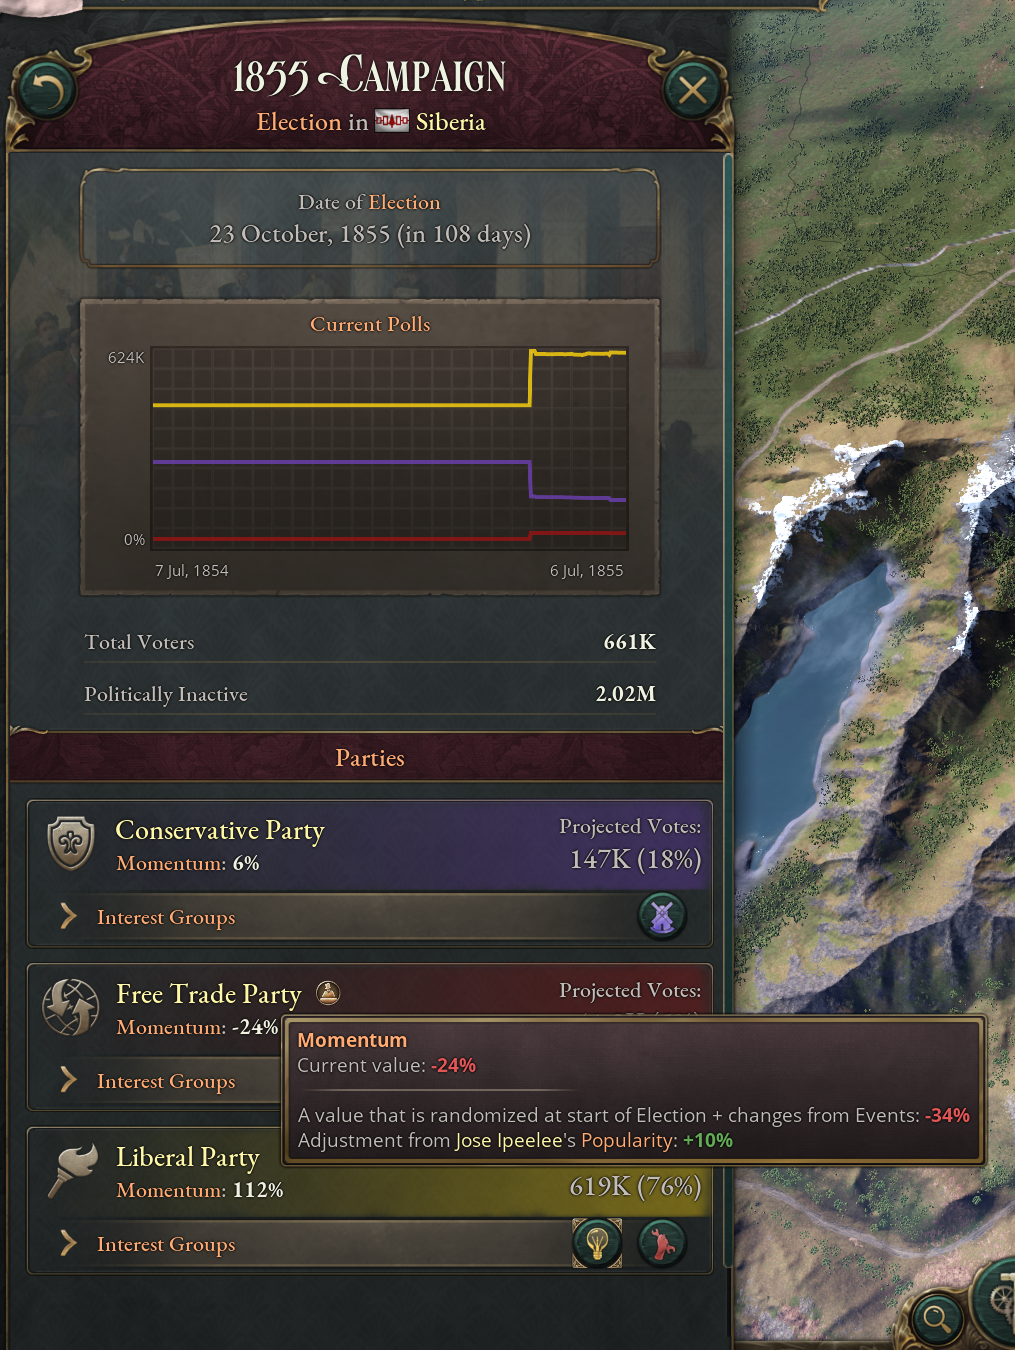 1855 Campaign
Election in Siberia
Date of Election
23 October, 1855 (in 108 days)
Current Polls
624K
0%
7 Jul, 1854
6 Jul, 1855
Total Voters 661K
Politically Inactive 2.02M
Parties
Conservative Party
Projected Votes:
Momentum: 6%
147K (18%)
Interest Groups
Free Trade Party
Projected Votes:
Momentum: -24%
Interest Groups
Momentum
Current value: -24%
A value that is randomized at start of Election + changes from Events: -34%
Adjustment from Jose Ipeelee's Popularity: +10%
Liberal Party
Momentum: 112%
619K (76%)
Interest Groups